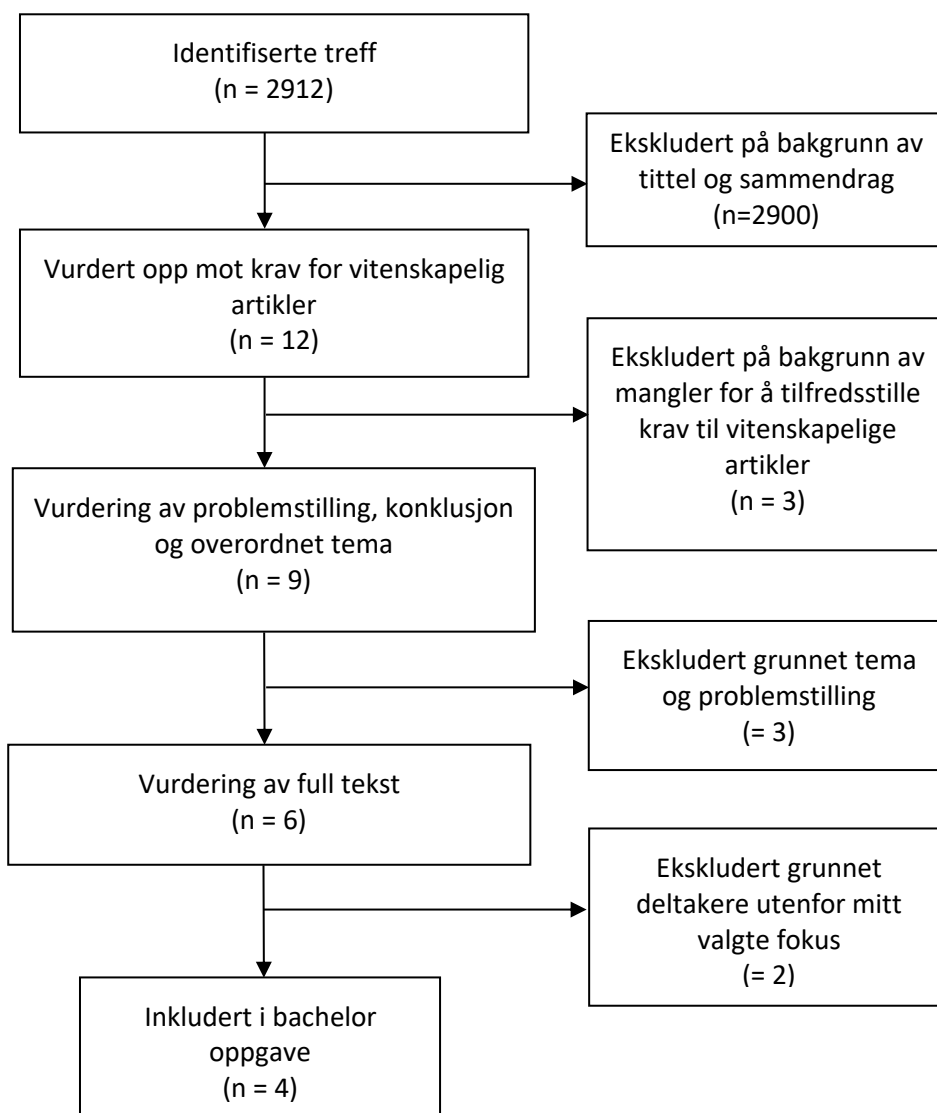 Identifiserte treff
(n = 2912)
Ekskludert på bakgrunn av
tittel og sammendrag
(n=2900)
Vurdert opp mot krav for vitenskapelig
artikler
(n = 12)
Ekskludert på bakgrunn av
mangler for å tilfredsstille
krav til vitenskapelige
artikler
(n = 3)
Vurdering av problemstilling, konklusjon
og overordnet tema
(n = 9)
Ekskludert grunnet tema
og problemstilling
(= 3)
Vurdering av full tekst
(n = 6)
Ekskludert grunnet
deltakere utenfor mitt
valgte fokus
(= 2)
Inkludert i bachelor
oppgave
(n = 4)